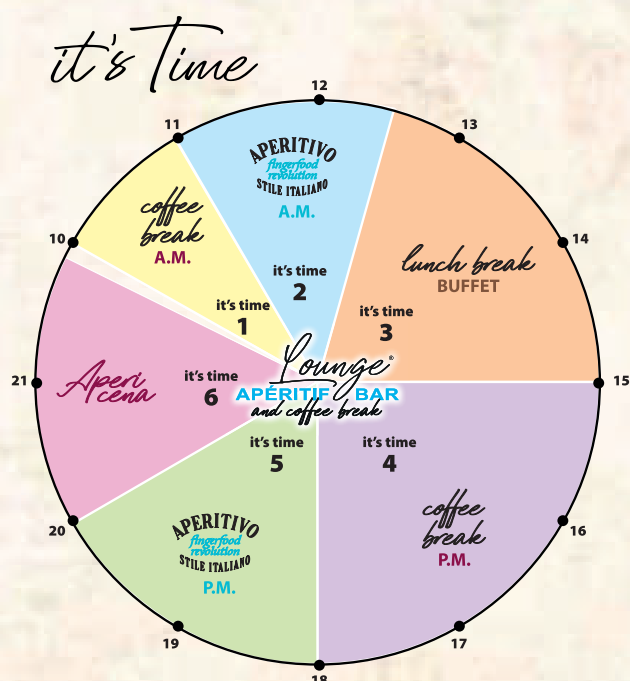 it's Time
12
11
13
APERITIVO
fingerfood
revolution
STILE ITALIANO
A.M.
coffee
break
A.M.
10
14
lunch break
BUFFET
it's time
2
it's time
1
it's time
3
Lounge®
APÉRITIF BAR
and coffee break
21
15
Aperi
cena
it's time
6
it's time
5
it's time
4
coffee
break
P.M.
APERITIVO
fingerfood
revolution
STILE ITALIANO
P.M.
20
16
19
17
18